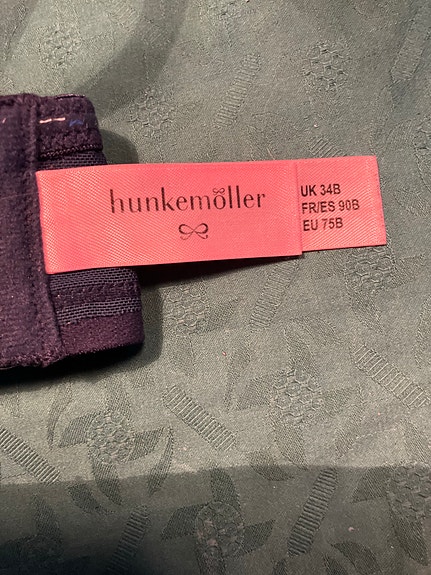 hunkemöller
UK 34B
FR/ES 90B
EU 75B